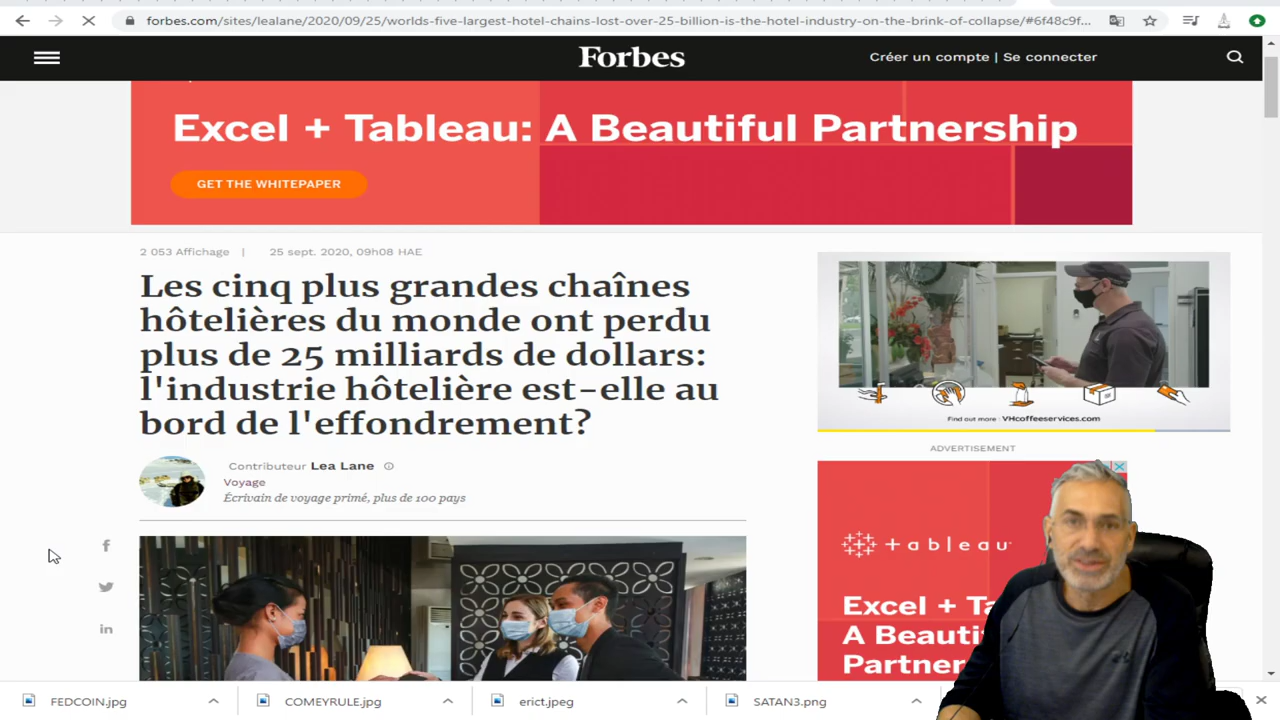 forbes.com/sites/lealane/2020/09/25/worlds-five-largest-hotel-chains-lost-over-25-billion-is-the-hotel-industry-on-the-brink-of-collapse/#6f48c9f...
Forbes
Créer un compte | Se connecter
Excel + Tableau: A Beautiful Partnership
GET THE WHITEPAPER
2 053 Affichage | 25 sept. 2020, 09h08 HAE
Les cinq plus grandes chaînes
hôtelières du monde ont perdu
plus de 25 milliards de dollars:
l'industrie hôtelière est-elle au
bord de l'effondrement?
Contributeur Lea Lane
Voyage
Écrivain de voyage primé, plus de 100 pays
Find out more : VHcoffeeservices.com
ADVERTISEMENT
+ a b l e a u
Excel + Ta
A Beauti
Partner
FEDCOIN.jpg
COMEYRULE.jpg
erict.jpeg
SATAN3.png